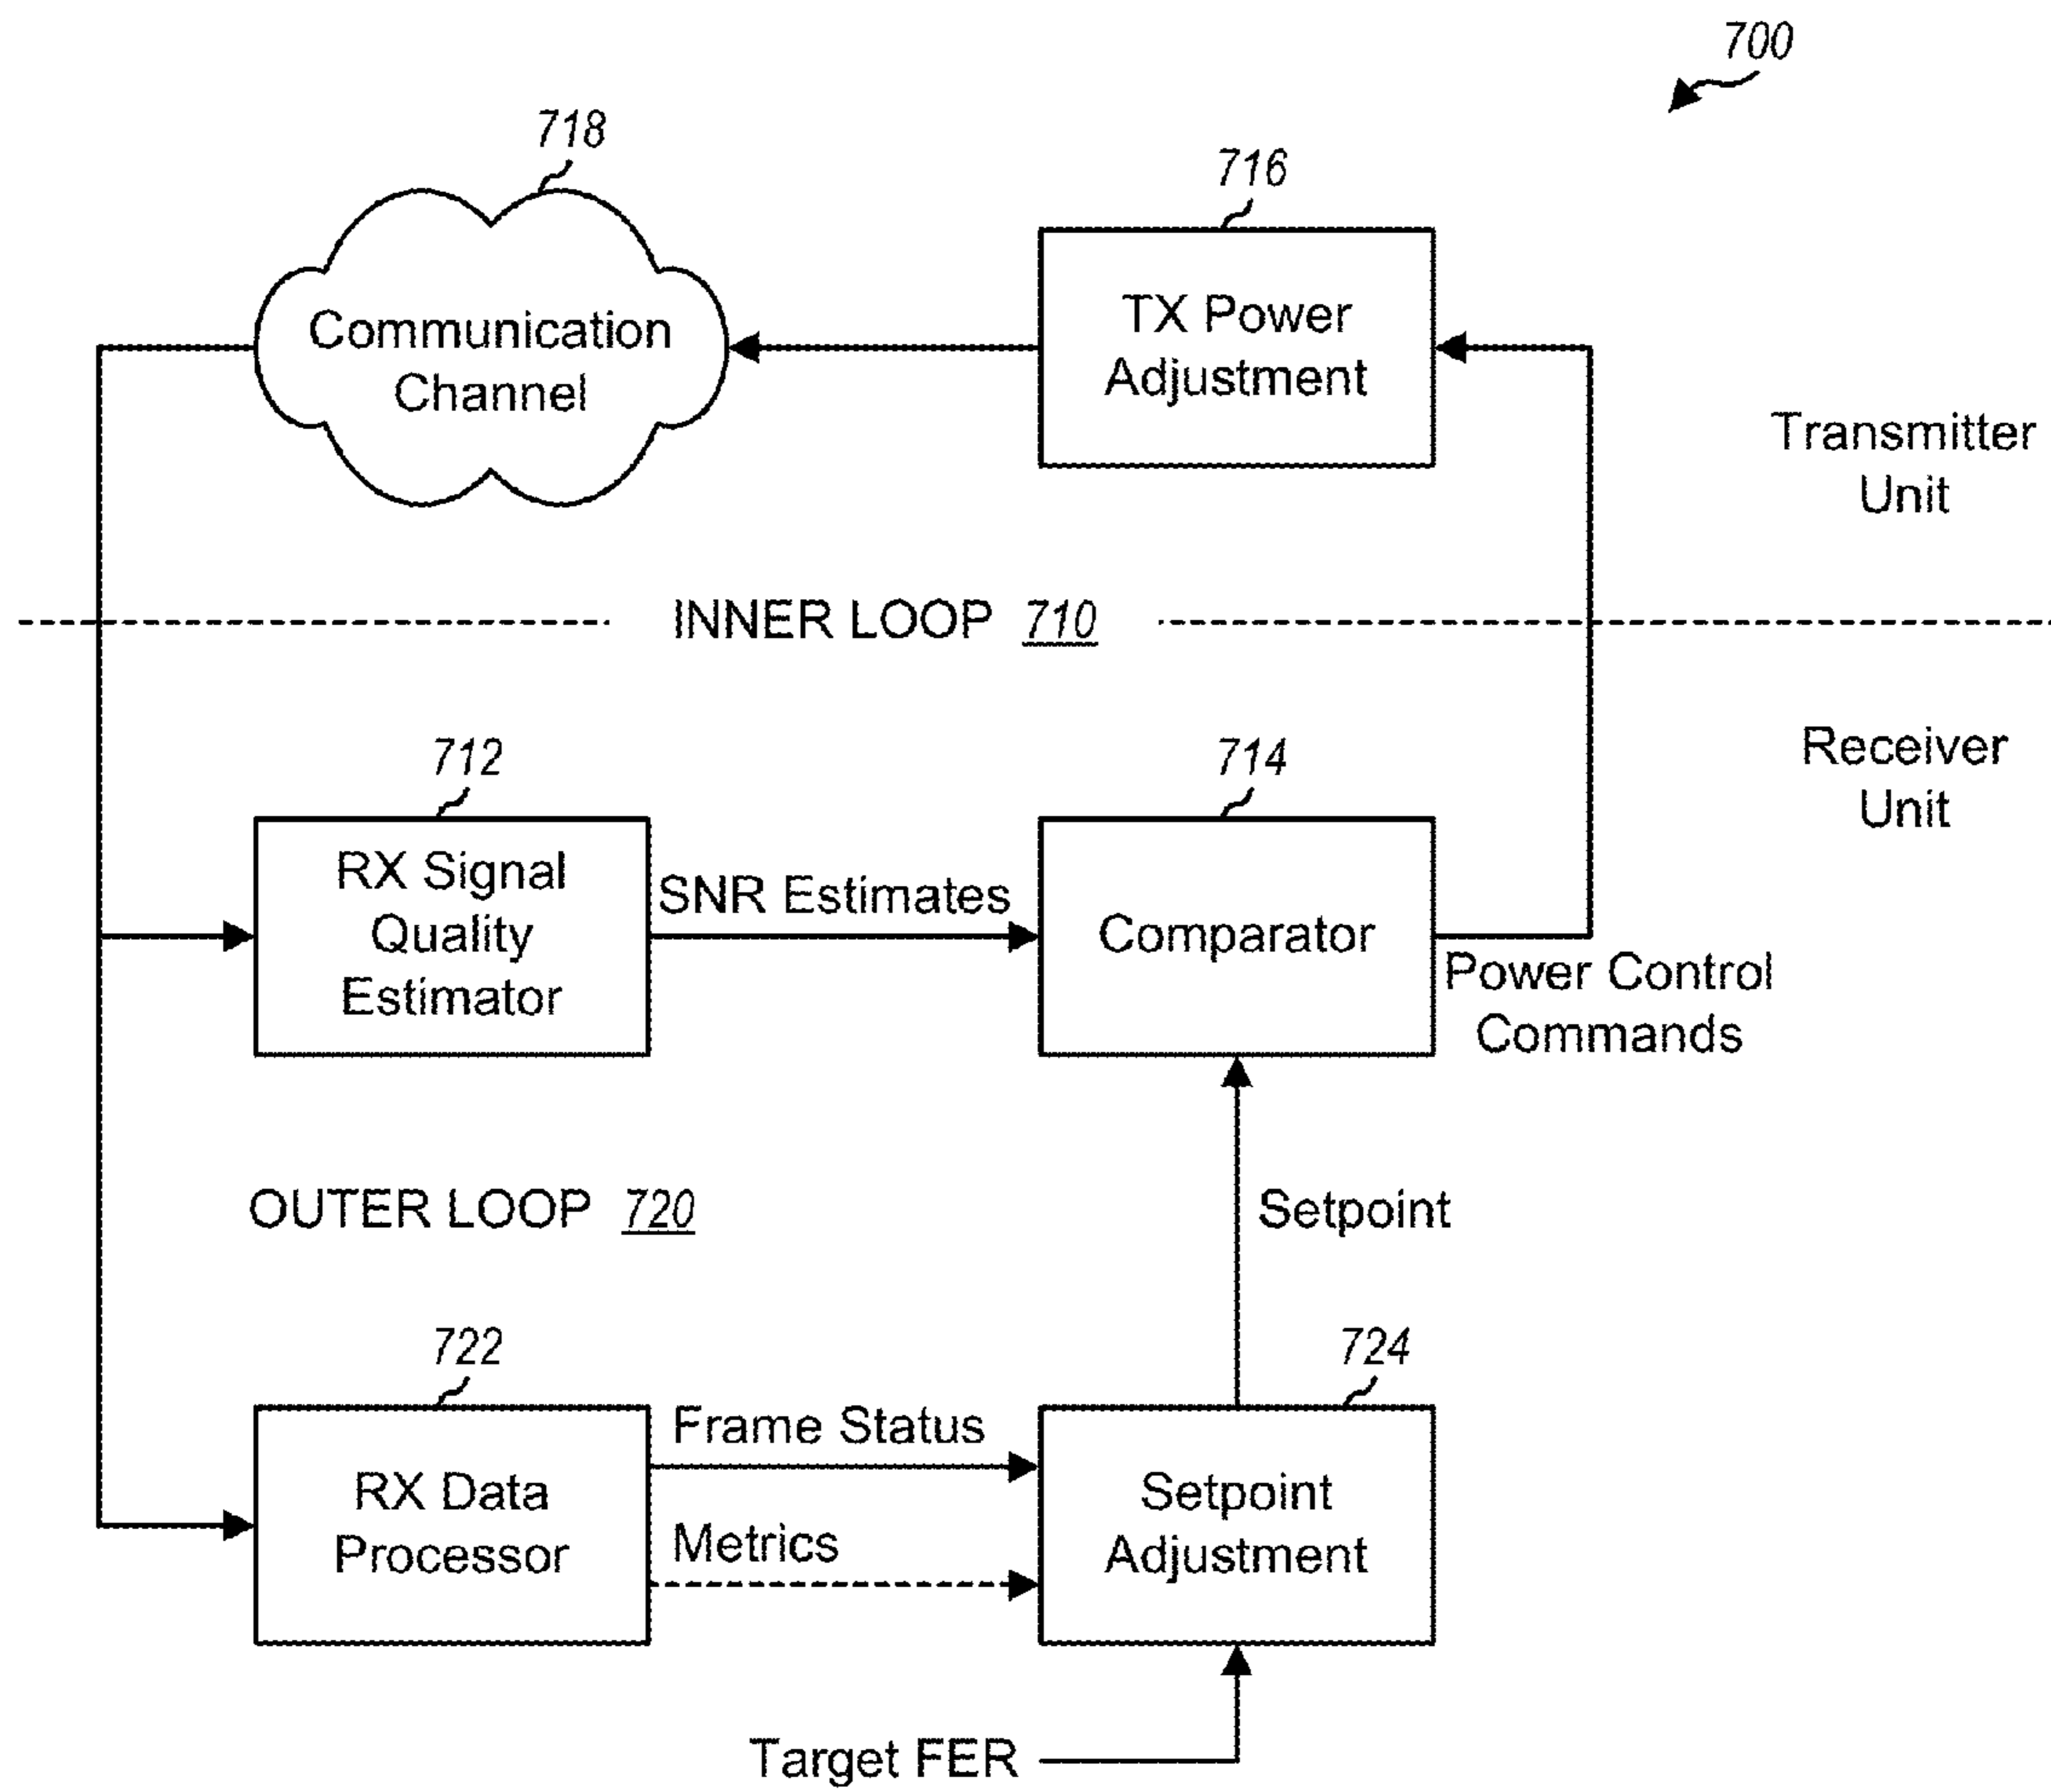 700
718
716
Communication
Channel
TX Power
Adjustment
Transmitter
Unit
INNER LOOP 710
Receiver
Unit
712
714
RX Signal
Quality
Estimator
SNR Estimates
Comparator
Power Control
Commands
OUTER LOOP 720
Setpoint
722
724
Frame Status
RX Data
Processor
Metrics
Setpoint
Adjustment
Target FER